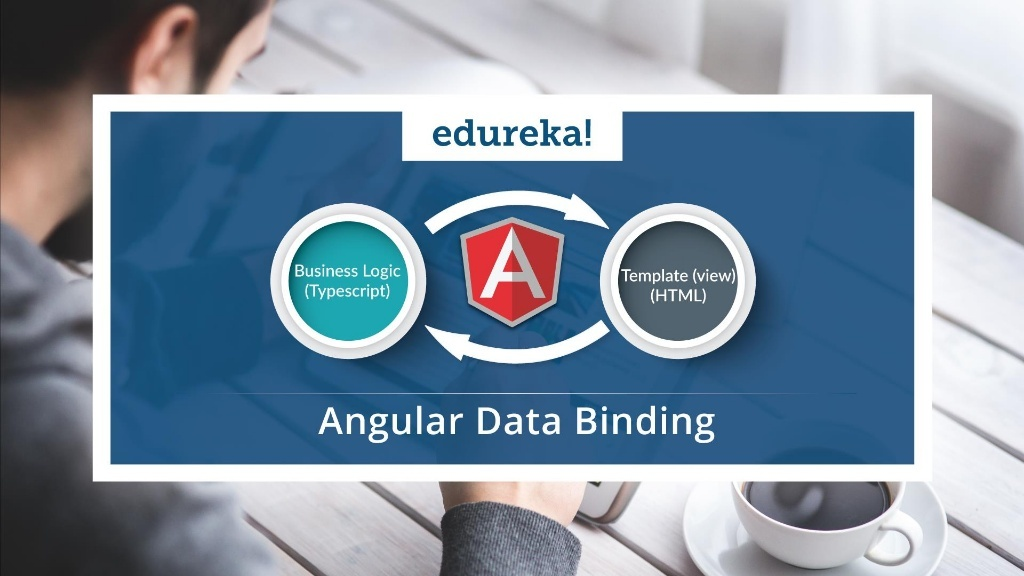 edureka!
Business Logic
(Typescript)
A
Template (view)
(HTML)
Angular Data Binding